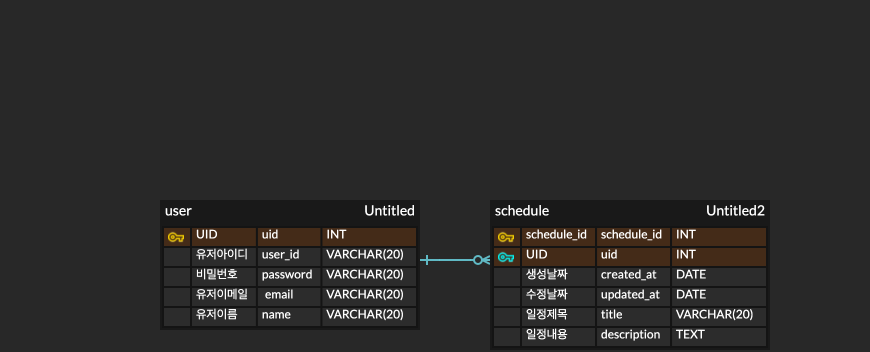 user Untitled
UID uid INT
유저아이디 user_id VARCHAR(20)
비밀번호 password VARCHAR(20)
유저이메일 email VARCHAR(20)
유저이름 name VARCHAR(20)
schedule Untitled2
schedule_id schedule_id INT
UID uid INT
생성날짜 created_at DATE
수정날짜 updated_at DATE
일정제목 title VARCHAR(20)
일정내용 description TEXT